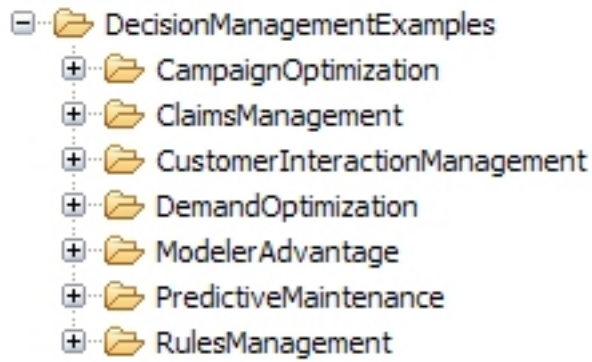 DecisionManagementExamples
CampaignOptimization
ClaimsManagement
CustomerInteractionManagement
DemandOptimization
ModelerAdvantage
PredictiveMaintenance
RulesManagement